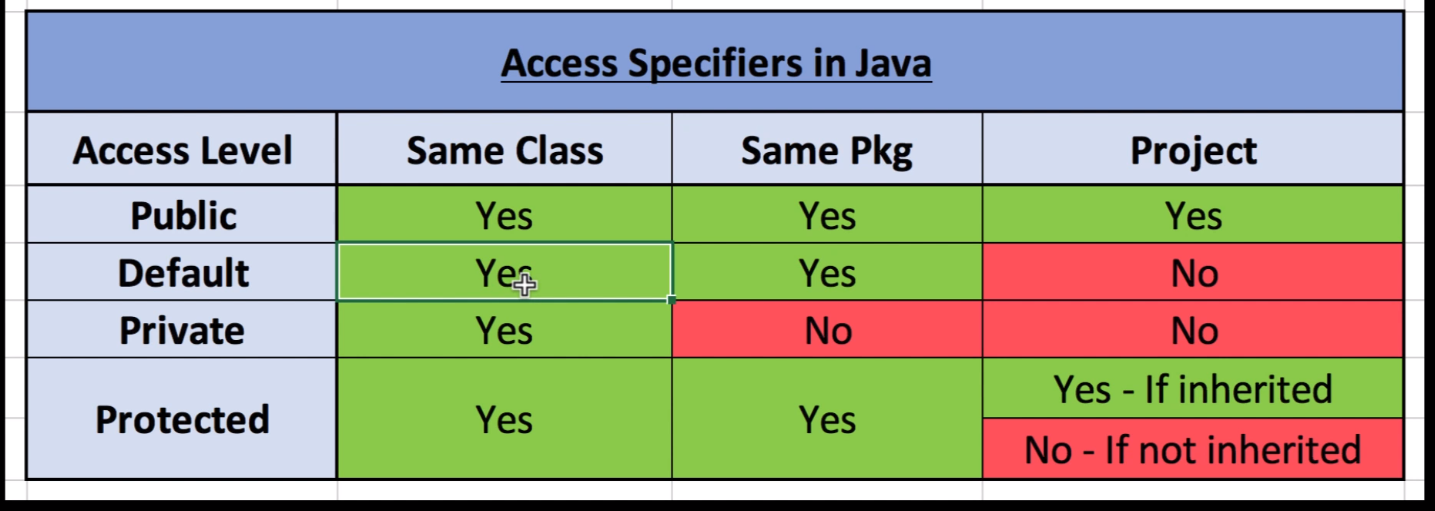 Access Specifiers in Java
Access Level Same Class Same Pkg Project
Public Yes Yes Yes
Default Yes Yes No
Private Yes No No
Protected Yes Yes Yes - If inherited
No - If not inherited